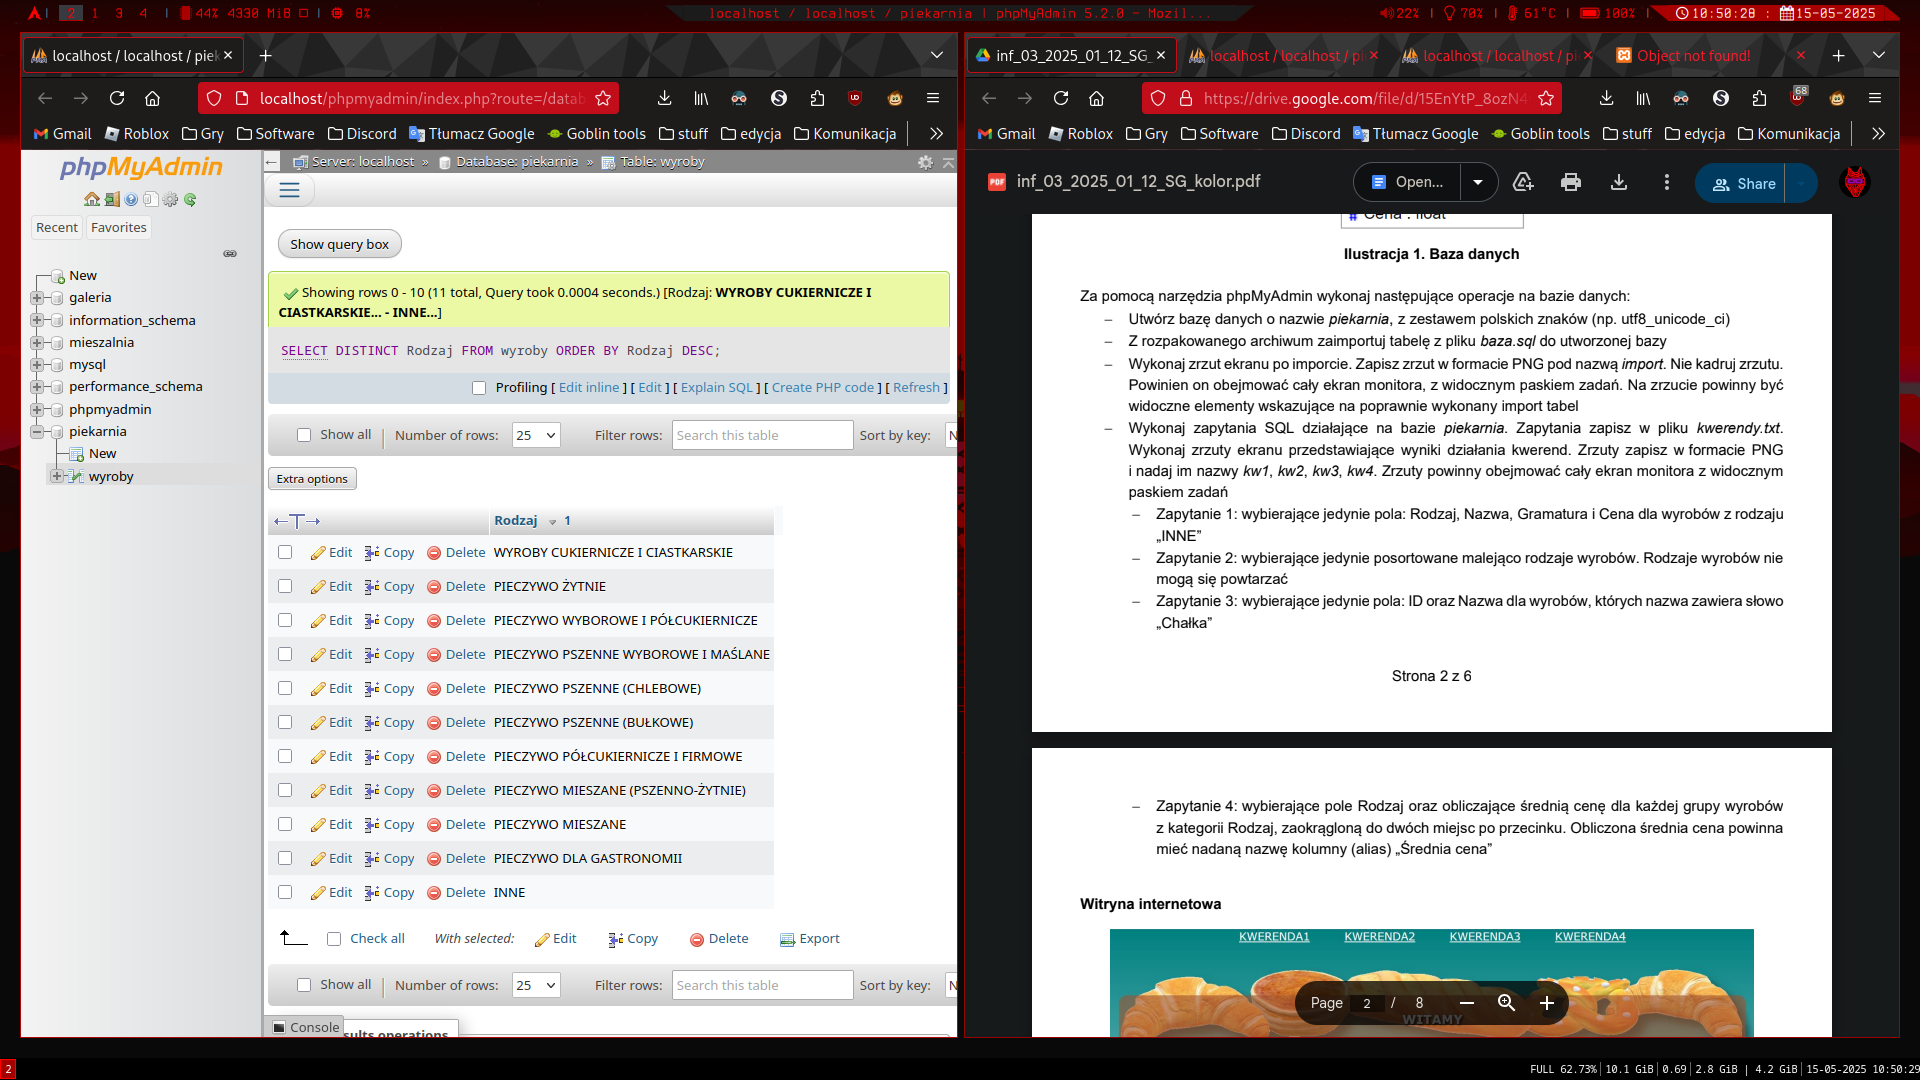 2 1 3 4 | 44% 4330 MiB | 8%
localhost / localhost / piekarnia | phpMyAdmin 5.2.0 - Mozil...
22% | 70% | 61°C | 100% | 10:50:28 : 15-05-2025
localhost / localhost / piek
localhost/phpmyadmin/index.php?route=/datab
Gmail Roblox Gry Software Discord Tłumacz Google Goblin tools stuff edycja Komunikacja
phpMyAdmin
Recent Favorites
New
galeria
information_schema
mieszalnia
mysql
performance_schema
phpmyadmin
piekarnia
New
wyroby
Server: localhost » Database: piekarnia » Table: wyroby
Show query box
Showing rows 0 - 10 (11 total, Query took 0.0004 seconds.) [Rodzaj: WYROBY CUKIERNICZE I
CIASTKARSKIE... - INNE...]
SELECT DISTINCT Rodzaj FROM wyroby ORDER BY Rodzaj DESC;
Profiling [ Edit inline ] [ Edit ] [ Explain SQL ] [ Create PHP code ] [ Refresh ]
Show all | Number of rows: 25 Filter rows: Search this table Sort by key: N
Extra options
←T→ Rodzaj 1
Edit Copy Delete WYROBY CUKIERNICZE I CIASTKARSKIE
Edit Copy Delete PIECZYWO ŻYTNIE
Edit Copy Delete PIECZYWO WYBOROWE I PÓŁCUKIERNICZE
Edit Copy Delete PIECZYWO PSZENNE WYBOROWE I MAŚLANE
Edit Copy Delete PIECZYWO PSZENNE (CHLEBOWE)
Edit Copy Delete PIECZYWO PSZENNE (BUŁKOWE)
Edit Copy Delete PIECZYWO PÓŁCUKIERNICZE I FIRMOWE
Edit Copy Delete PIECZYWO MIESZANE (PSZENNO-ŻYTNIE)
Edit Copy Delete PIECZYWO MIESZANE
Edit Copy Delete PIECZYWO DLA GASTRONOMII
Edit Copy Delete INNE
Check all With selected: Edit Copy Delete Export
Show all | Number of rows: 25 Filter rows: Search this table Sort by key: N
Console
sults operations
inf_03_2025_01_12_SG_ localhost / localhost / pi localhost / localhost / pi Object not found!
https://drive.google.com/file/d/15EnYtP_8ozN4
68
Gmail Roblox Gry Software Discord Tłumacz Google Goblin tools stuff edycja Komunikacja
PDF inf_03_2025_01_12_SG_kolor.pdf Open... Share
# Cena : float
Ilustracja 1. Baza danych
Za pomocą narzędzia phpMyAdmin wykonaj następujące operacje na bazie danych:
– Utwórz bazę danych o nazwie piekarnia, z zestawem polskich znaków (np. utf8_unicode_ci)
– Z rozpakowanego archiwum zaimportuj tabelę z pliku baza.sql do utworzonej bazy
– Wykonaj zrzut ekranu po imporcie. Zapisz zrzut w formacie PNG pod nazwą import. Nie kadruj zrzutu.
Powinien on obejmować cały ekran monitora, z widocznym paskiem zadań. Na zrzucie powinny być
widoczne elementy wskazujące na poprawnie wykonany import tabel
– Wykonaj zapytania SQL działające na bazie piekarnia. Zapytania zapisz w pliku kwerendy.txt.
Wykonaj zrzuty ekranu przedstawiające wyniki działania kwerend. Zrzuty zapisz w formacie PNG
i nadaj im nazwy kw1, kw2, kw3, kw4. Zrzuty powinny obejmować cały ekran monitora z widocznym
paskiem zadań
– Zapytanie 1: wybierające jedynie pola: Rodzaj, Nazwa, Gramatura i Cena dla wyrobów z rodzaju
„INNE”
– Zapytanie 2: wybierające jedynie posortowane malejąco rodzaje wyrobów. Rodzaje wyrobów nie
mogą się powtarzać
– Zapytanie 3: wybierające jedynie pola: ID oraz Nazwa dla wyrobów, których nazwa zawiera słowo
„Chałka”
Strona 2 z 6
– Zapytanie 4: wybierające pole Rodzaj oraz obliczające średnią cenę dla każdej grupy wyrobów
z kategorii Rodzaj, zaokrągloną do dwóch miejsc po przecinku. Obliczona średnia cena powinna
mieć nadaną nazwę kolumny (alias) „Średnia cena”
Witryna internetowa
KWERENDA1 KWERENDA2 KWERENDA3 KWERENDA4
WITAMY
Page 2 / 8
2
FULL 62.73%| 10.1 GiB| 0.69| 2.8 GiB | 4.2 GiB| 15-05-2025 10:50:29